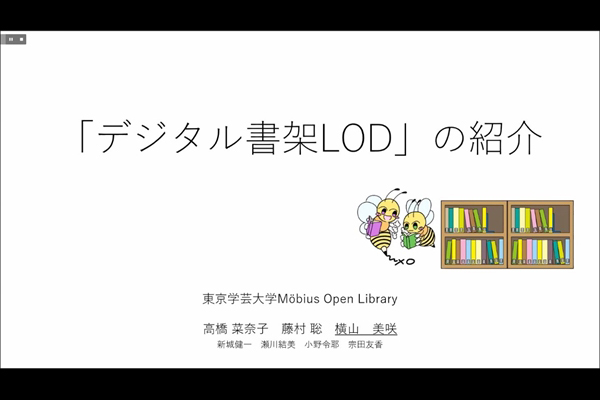 「デジタル書架LOD」の紹介
東京学芸大学Möbius Open Library
高橋 菜奈子　藤村 聡　横山　美咲
新城健一　瀬川結美　小野令耶　宗田友香